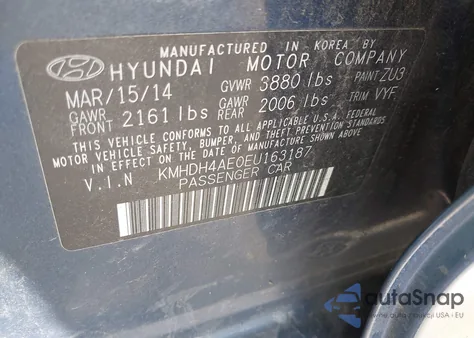 MANUFACTURED IN KOREA BY
HYUNDAI MOTOR COMPANY
MAR/15/14 GVWR 3880 lbs PAINT ZU3
GAWR FRONT 2161 lbs GAWR REAR 2006 lbs TRIM VYF
THIS VEHICLE CONFORMS TO ALL APPLICABLE U.S.A. FEDERAL
MOTOR VEHICLE SAFETY, BUMPER, AND THEFT PREVENTION
STANDARDS IN EFFECT ON THE DATE OF MANUFACTURE SHOWN ABOVE.
V.I.N KMHDH4AE0EU163187
PASSENGER CAR
autoSnap